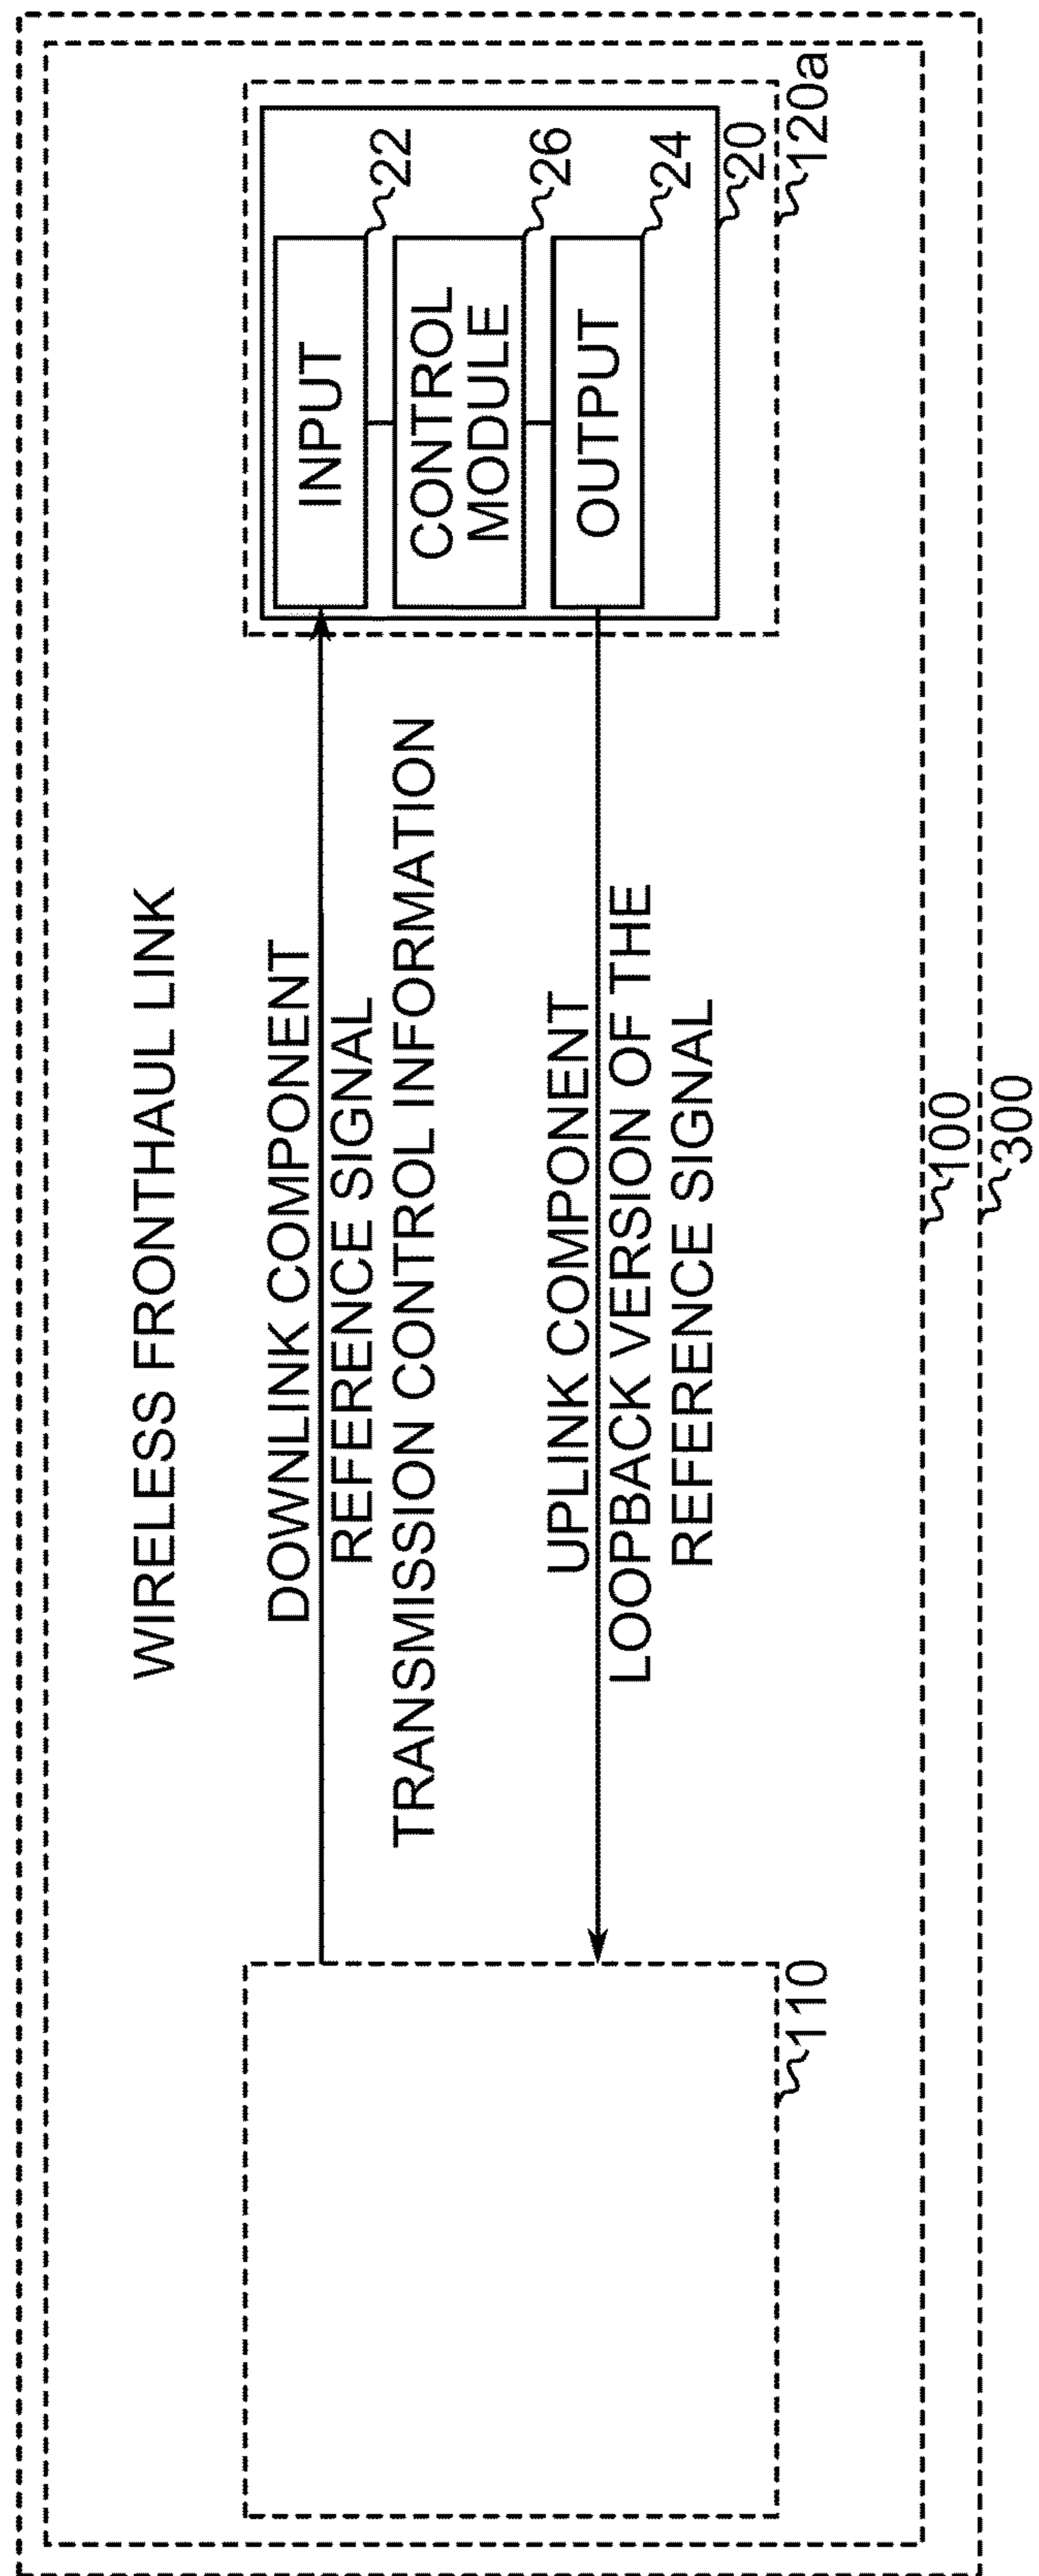 WIRELESS FRONTHAUL LINK
DOWNLINK COMPONENT
REFERENCE SIGNAL
TRANSMISSION CONTROL INFORMATION
UPLINK COMPONENT
LOOPBACK VERSION OF THE
REFERENCE SIGNAL
INPUT
22
CONTROL
MODULE
26
OUTPUT
24
20
120a
110
100
300